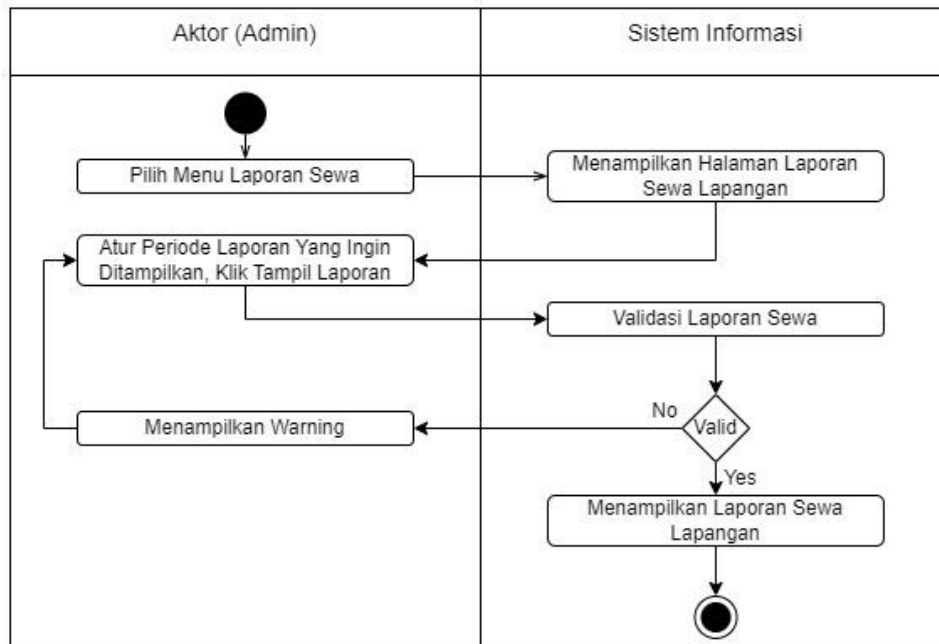 Aktor (Admin)
Sistem Informasi
Pilih Menu Laporan Sewa
Menampilkan Halaman Laporan
Sewa Lapangan
Atur Periode Laporan Yang Ingin
Ditampilkan, Klik Tampil Laporan
Validasi Laporan Sewa
No
Valid
Menampilkan Warning
Yes
Menampilkan Laporan Sewa
Lapangan